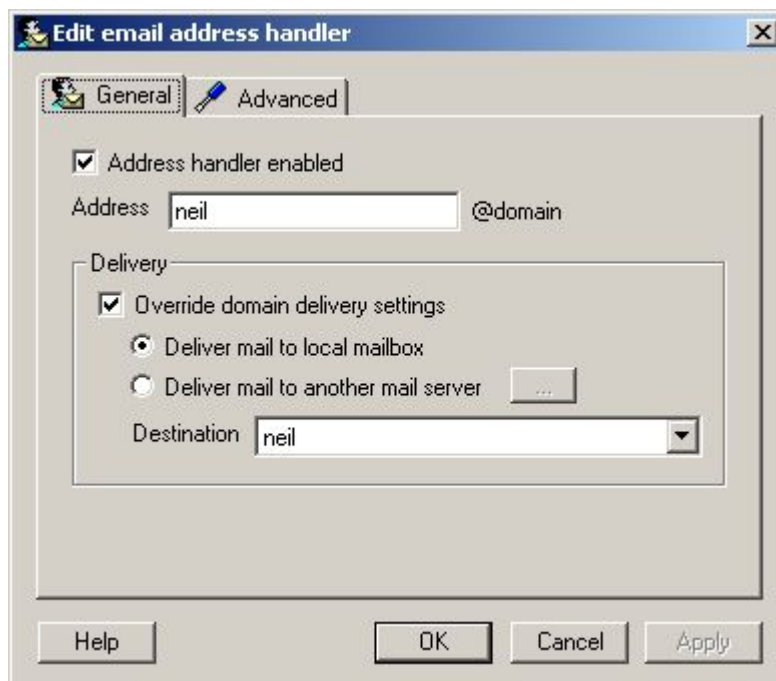 Edit email address handler
General Advanced
Address handler enabled
Address neil @domain
Delivery
Override domain delivery settings
Deliver mail to local mailbox
Deliver mail to another mail server ...
Destination neil
Help OK Cancel Apply